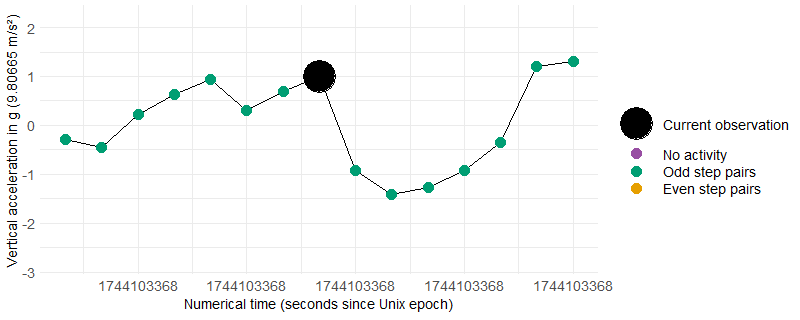 Vertical acceleration in g (9.80665 m/s²)
2
1
0
-1
-2
-3
1744103368 1744103368 1744103368 1744103368 1744103368
Numerical time (seconds since Unix epoch)
Current observation
No activity
Odd step pairs
Even step pairs